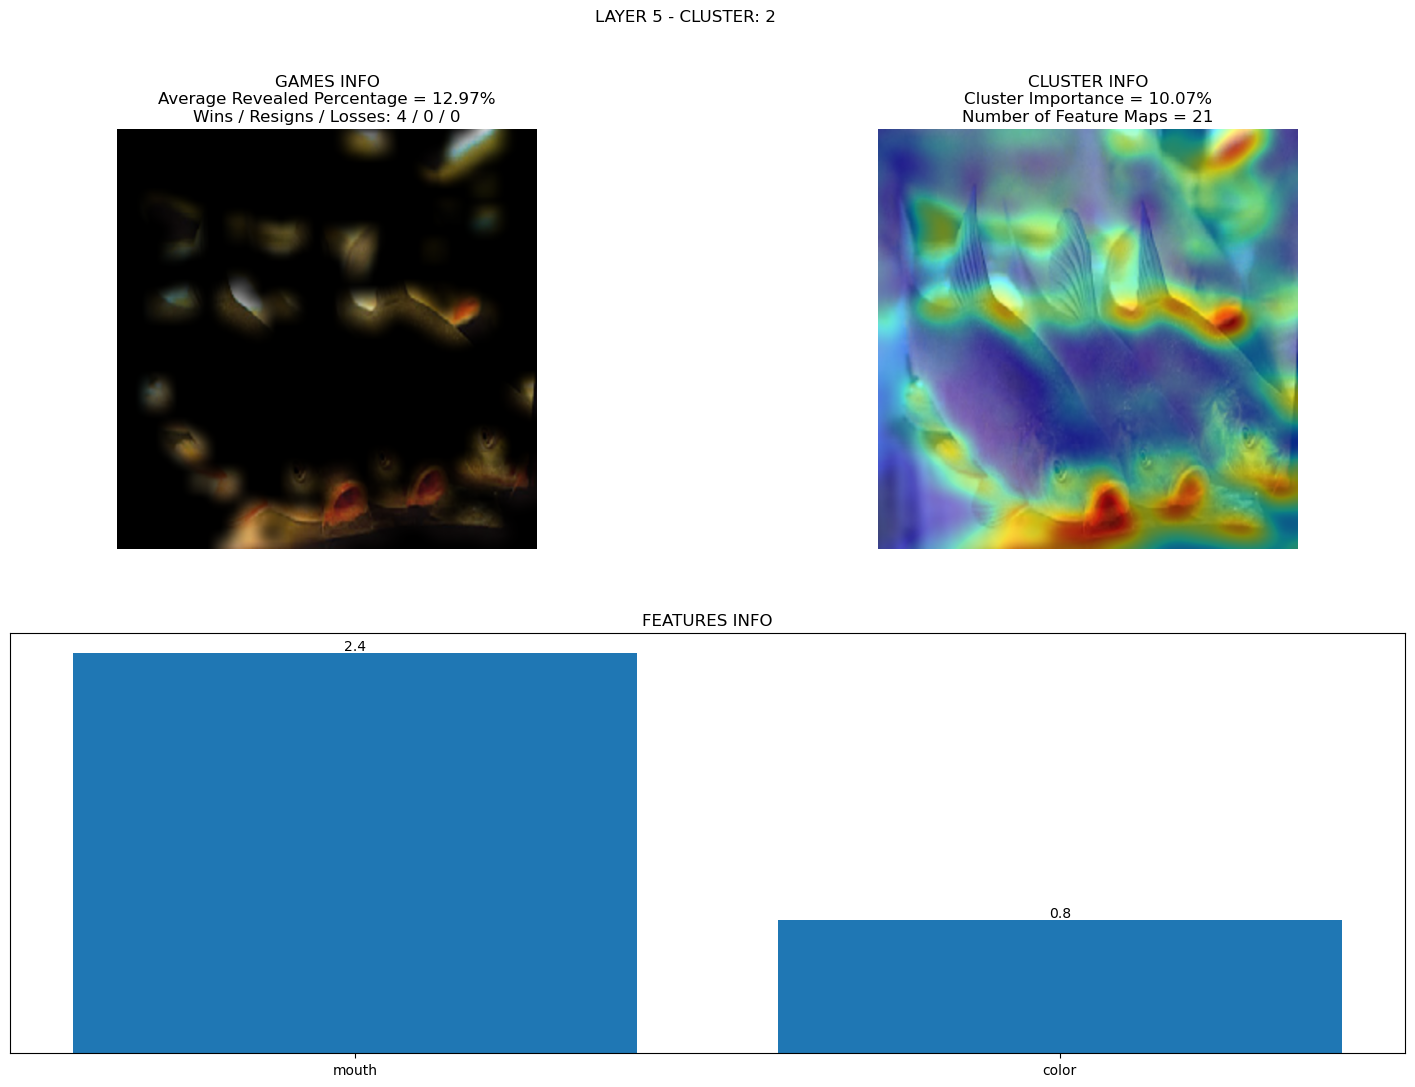 LAYER 5 - CLUSTER: 2
GAMES INFO
Average Revealed Percentage = 12.97%
Wins / Resigns / Losses: 4 / 0 / 0
CLUSTER INFO
Cluster Importance = 10.07%
Number of Feature Maps = 21
FEATURES INFO
2.4
0.8
mouth
color